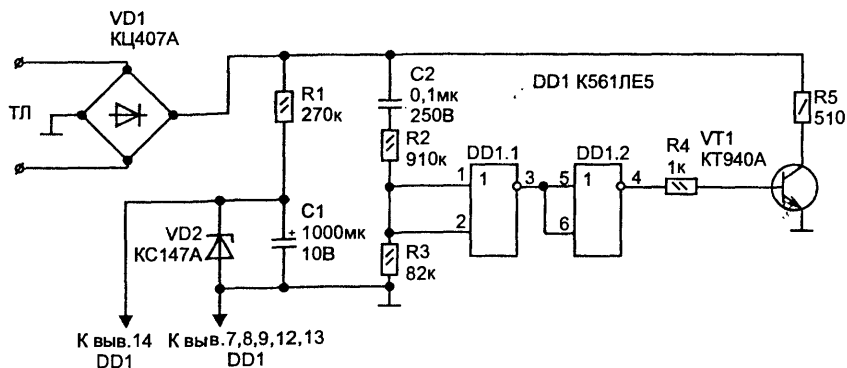 VD1
КЦ407А
ТЛ
R1
270к
C2
0,1мк
250В
R2
910к
DD1 К561ЛЕ5
R5
510
DD1.1
1
2
1
3
DD1.2
5
6
1
4
R4
1к
VT1
КТ940А
VD2
КС147А
C1
+ 1000мк
10В
R3
82к
К выв.14
DD1
К выв.7,8,9,12,13
DD1